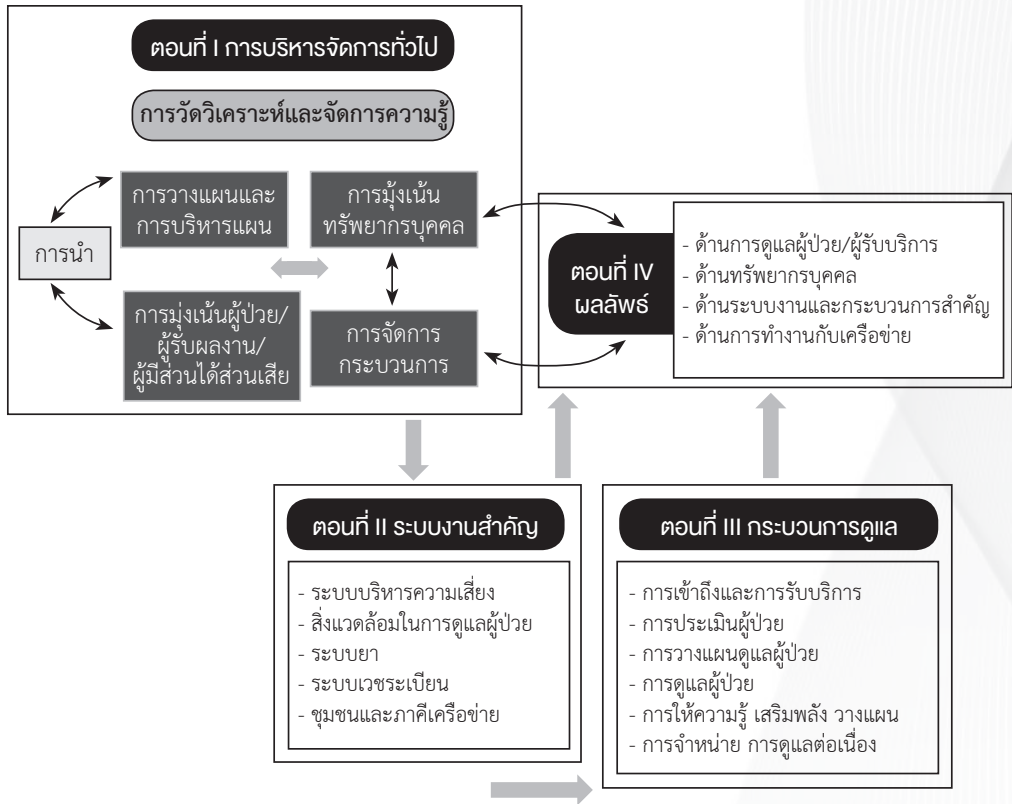 ตอนที่ I การบริหารจัดการทั่วไป
การวัดวิเคราะห์และจัดการความรู้
การนำ
การวางแผนและ
การบริหารแผน
การมุ้งเน้น
ทรัพยากรบุคคล
การมุ่งเน้นผู้ป่วย/
ผู้รับผลงาน/
ผู้มีส่วนได้ส่วนเสีย
การจัดการ
กระบวนการ
ตอนที่ IV
ผลลัพธ์
- ด้านการดูแลผู้ป่วย/ผู้รับบริการ
- ด้านทรัพยากรบุคคล
- ด้านระบบงานและกระบวนการสำคัญ
- ด้านการทำงานกับเครือข่าย
ตอนที่ II ระบบงานสำคัญ
- ระบบบริหารความเสี่ยง
- สิ่งแวดล้อมในการดูแลผู้ป่วย
- ระบบยา
- ระบบเวชระเบียน
- ชุมชนและภาคีเครือข่าย
ตอนที่ III กระบวนการดูแล
- การเข้าถึงและการรับบริการ
- การประเมินผู้ป่วย
- การวางแผนดูแลผู้ป่วย
- การดูแลผู้ป่วย
- การให้ความรู้ เสริมพลัง วางแผน
- การจำหน่าย การดูแลต่อเนื่อง